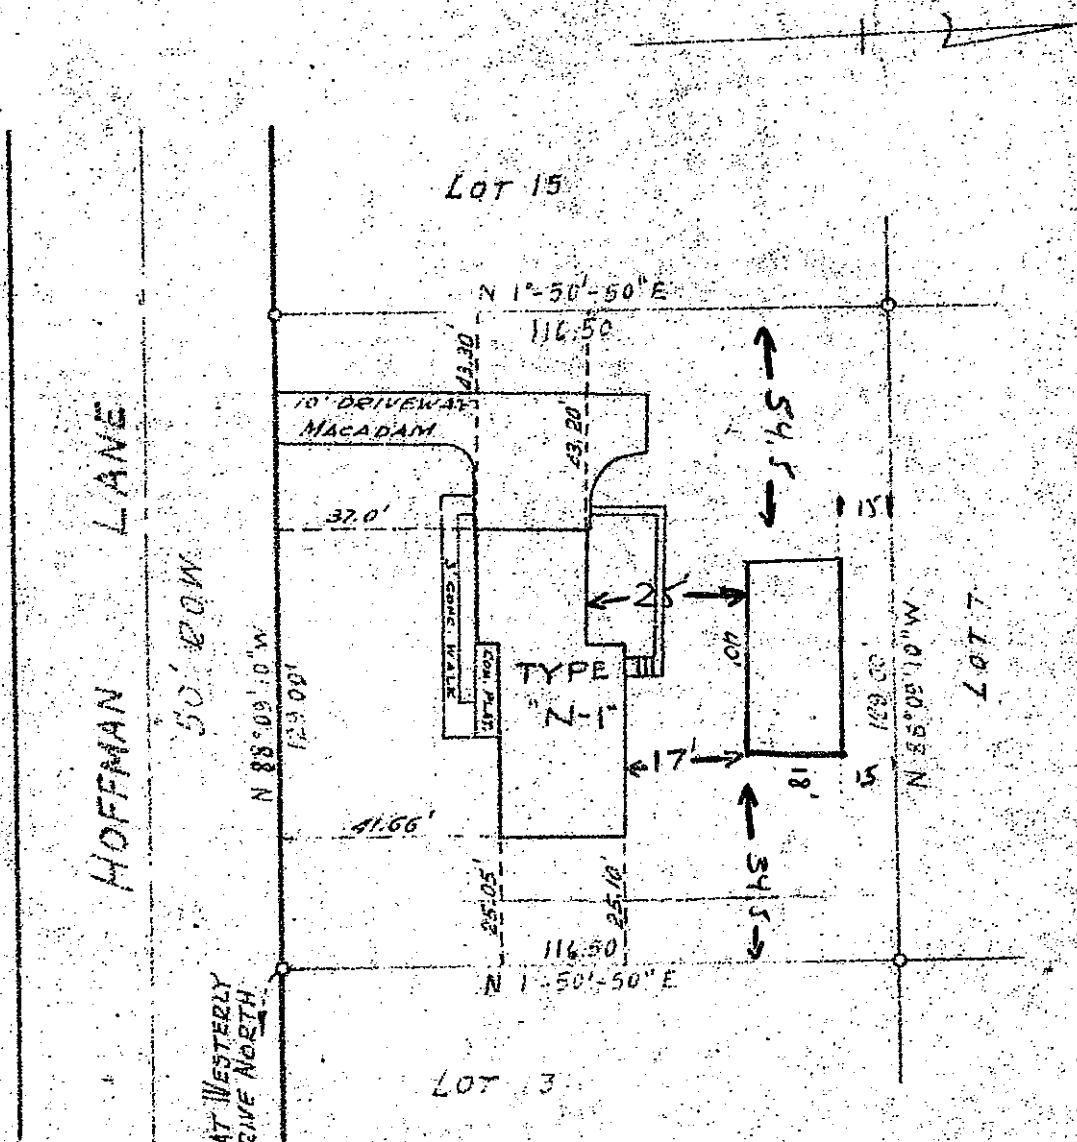 LOT 15
N 1°-50'-50" E
116.50
43.30'
43.20'
10' DRIVEWAY
MACADAM
54.5
15
37.0'
3' CONC. WALK
CON. PLAT.
25'
40'
TYPE
"Z-1"
17'
18'
15
129.00'
N 88°09'10" W
LOT 7
HOFFMAN LANE
50' ROW
N 88°09'10" W
129.00'
41.66'
25.05'
25.10'
34.5
116.50
N 1-50'-50" E
AT WESTERLY
NORTH
LOT 13